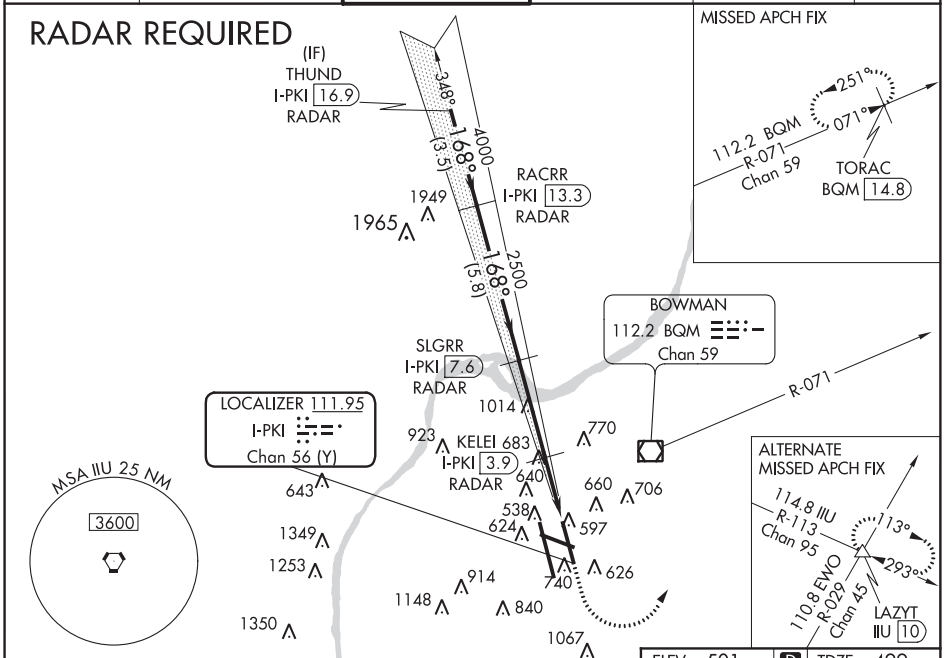 RADAR REQUIRED
(IF)
THUND
I-PKI 16.9
RADAR
348°
168°
4000
(3.5)
RACRR
I-PKI 13.3
RADAR
1949
1965
2500
168°
(5.8)
SLGRR
I-PKI 7.6
RADAR
1014
MISSED APCH FIX
251°
071°
112.2 BQM
R-071
Chan 59
TORAC
BQM 14.8
BOWMAN
112.2 BQM
Chan 59
R-071
LOCALIZER 111.95
I-PKI
Chan 56 (Y)
923
KELEI
683
I-PKI 3.9
RADAR
770
640
660
706
643
538
597
624
1349
1253
740
626
914
1148
840
1350
1067
MSA IIU 25 NM
3600
ALTERNATE
MISSED APCH FIX
114.8 IIU
R-113
Chan 95
113°
293°
110.8 EWO
R-029
Chan 45
LAZYT
IIU 10